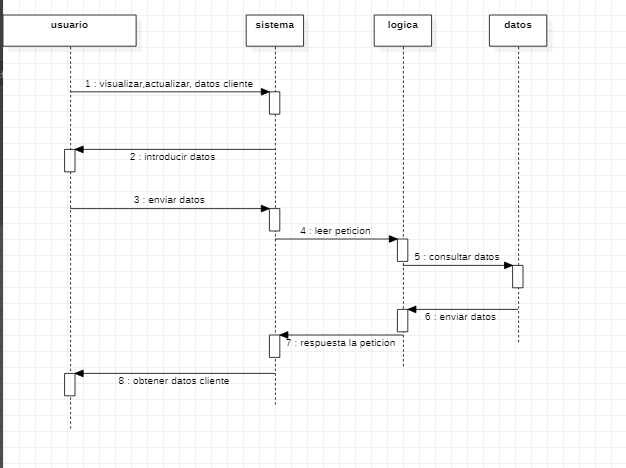 usuario
sistema
logica
datos
1 : visualizar,actualizar, datos cliente
2 : introducir datos
3 : enviar datos
4 : leer peticion
5 : consultar datos
6 : enviar datos
7 : respuesta la peticion
8 : obtener datos cliente